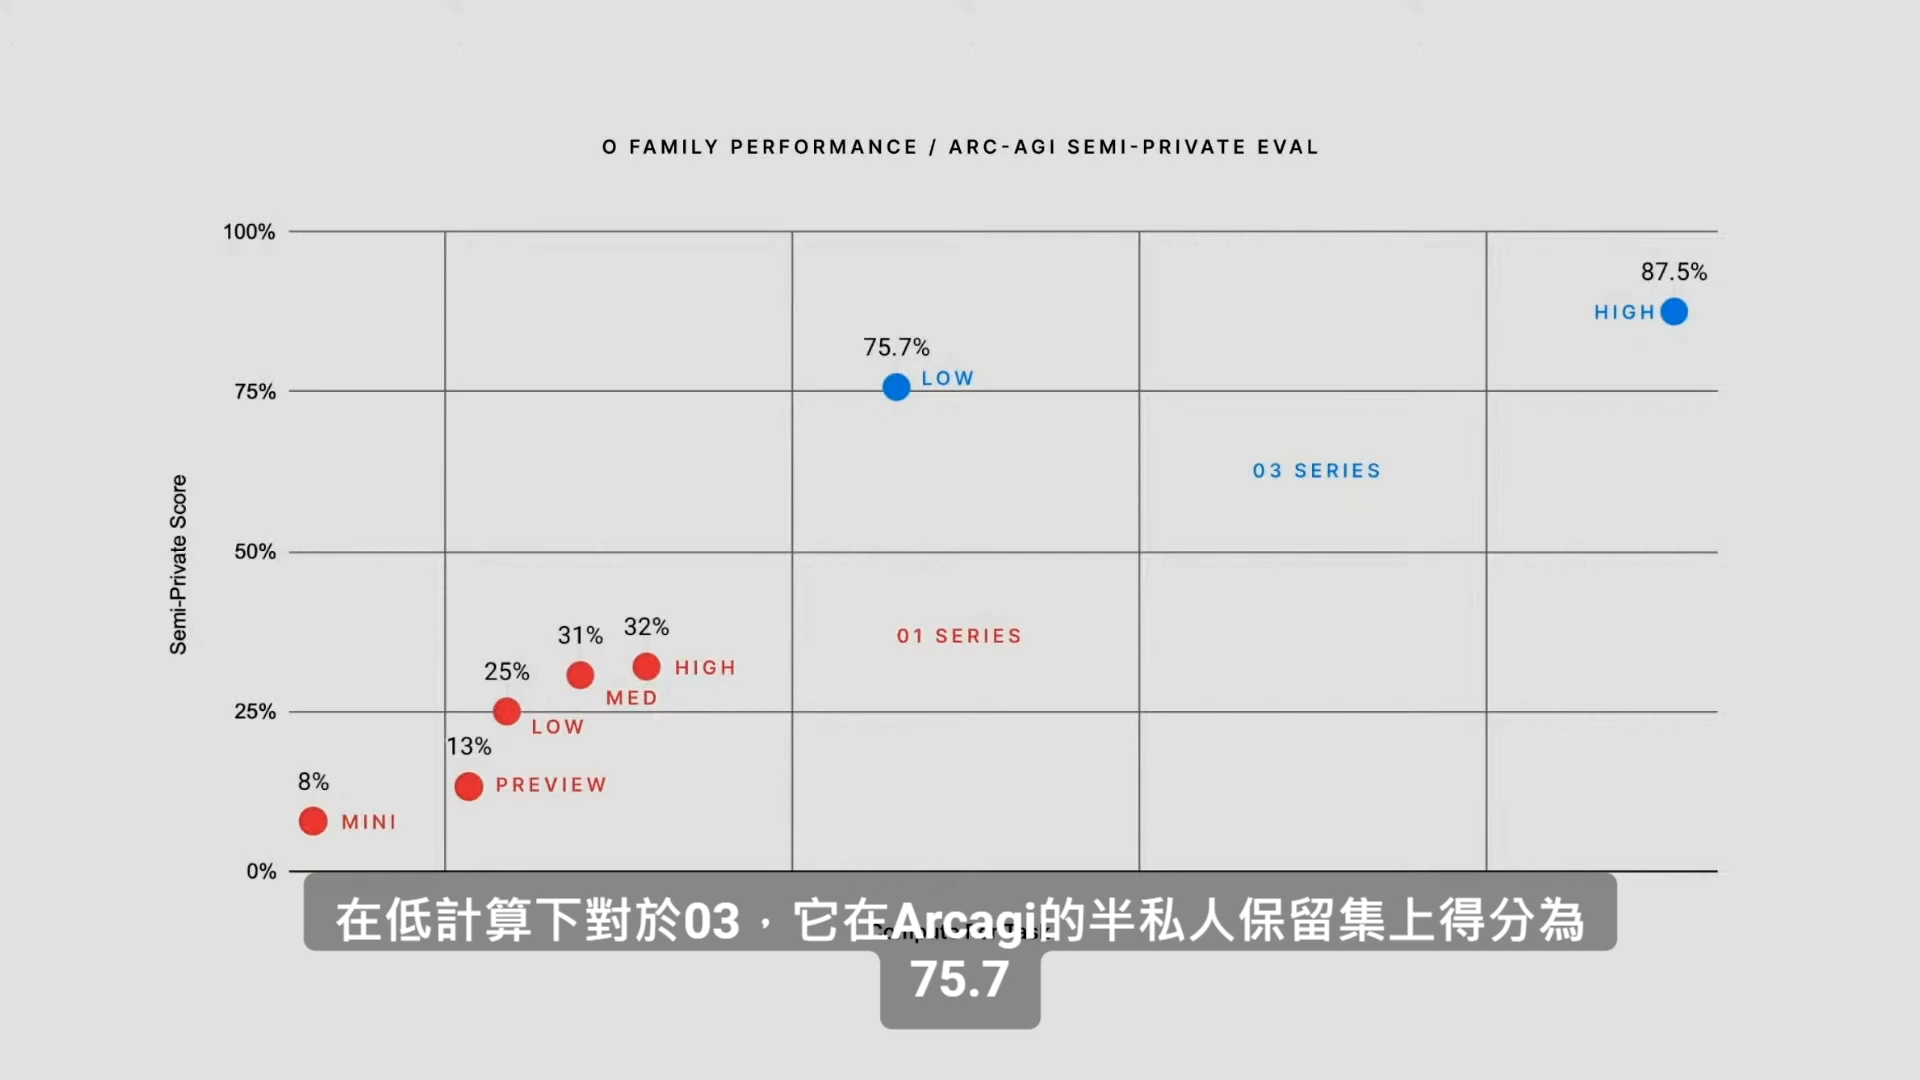 O FAMILY PERFORMANCE / ARC-AGI SEMI-PRIVATE EVAL
100%
87.5%
HIGH
75.7%
LOW
75%
03 SERIES
Semi-Private Score
50%
32%
31%
01 SERIES
HIGH
25%
MED
25%
LOW
13%
PREVIEW
8%
MINI
0%
在低計算下對於03，它在Arcagi的半私人保留集上得分為
75.7